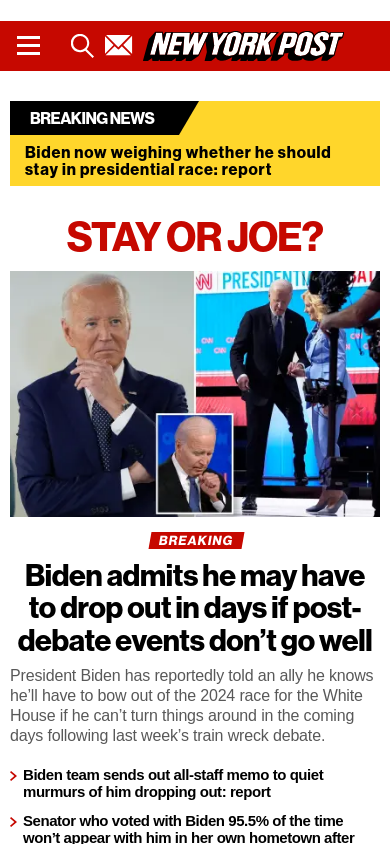 NEW YORK POST
BREAKING NEWS
Biden now weighing whether he should
stay in presidential race: report
STAY OR JOE?
CNN PRESIDENTIAL
BREAKING
Biden admits he may have
to drop out in days if post-
debate events don’t go well
President Biden has reportedly told an ally he knows
he’ll have to bow out of the 2024 race for the White
House if he can’t turn things around in the coming
days following last week’s train wreck debate.
Biden team sends out all-staff memo to quiet
murmurs of him dropping out: report
Senator who voted with Biden 95.5% of the time
won’t appear with him in her own hometown after